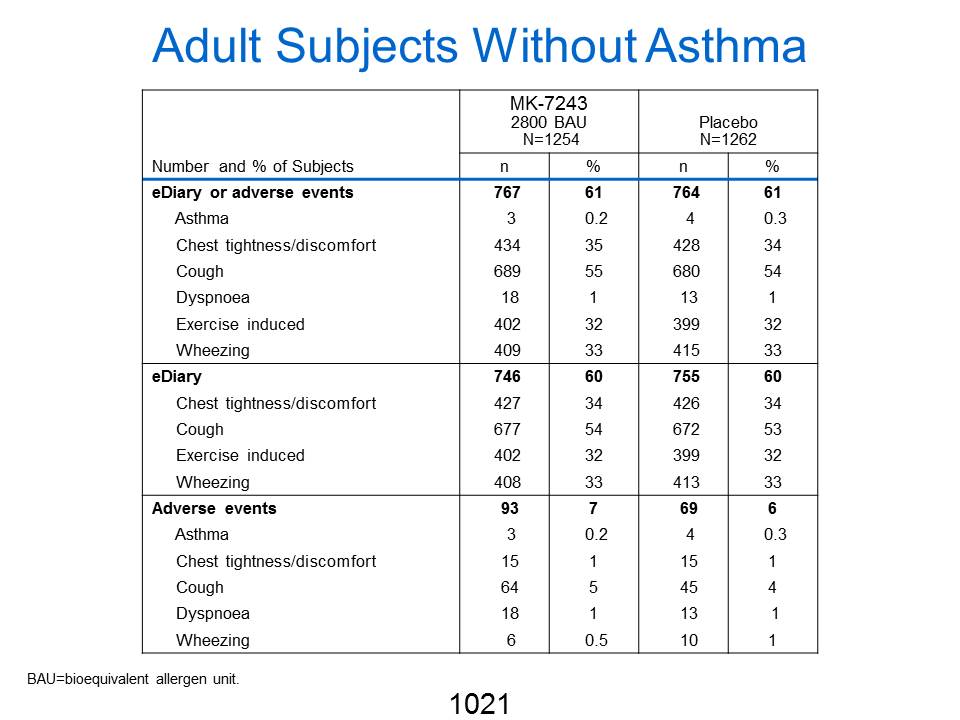 Adult Subjects Without Asthma
MK-7243
2800 BAU Placebo
N=1254 N=1262
Number and % of Subjects n % n %
eDiary or adverse events 767 61 764 61
Asthma 3 0.2 4 0.3
Chest tightness/discomfort 434 35 428 34
Cough 689 55 680 54
Dyspnoea 18 1 13 1
Exercise induced 402 32 399 32
Wheezing 409 33 415 33
eDiary 746 60 755 60
Chest tightness/discomfort 427 34 426 34
Cough 677 54 672 53
Exercise induced 402 32 399 32
Wheezing 408 33 413 33
Adverse events 93 7 69 6
Asthma 3 0.2 4 0.3
Chest tightness/discomfort 15 1 15 1
Cough 64 5 45 4
Dyspnoea 18 1 13 1
Wheezing 6 0.5 10 1
BAU=bioequivalent allergen unit.
1021